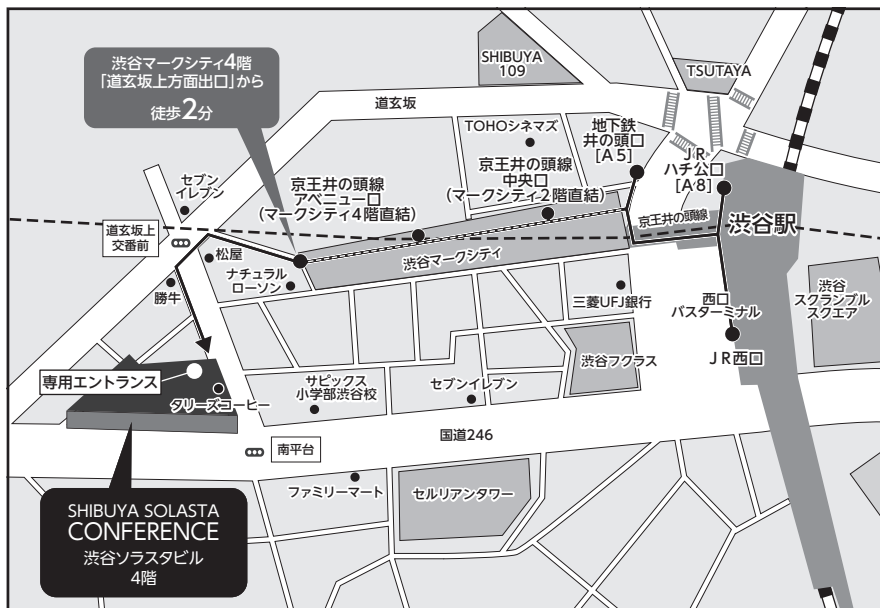 渋谷マークシティ4階
「道玄坂上方面出口」から
徒歩2分
SHIBUYA
109
TSUTAYA
道玄坂
TOHOシネマズ
地下鉄
井の頭口
[A5]
JR
ハチ公口
[A8]
セブン
イレブン
京王井の頭線
アベニュー口
(マークシティ4階直結)
京王井の頭線
中央口
(マークシティ2階直結)
京王井の頭線
渋谷駅
道玄坂上
交番前
松屋
渋谷マークシティ
ナチュラル
ローソン
勝牛
三菱UFJ銀行
西口
バスターミナル
渋谷
スクランブル
スクエア
JR西口
渋谷フクラス
専用エントランス
タリーズコーヒー
サピックス
小学部渋谷校
セブンイレブン
国道246
南平台
ファミリーマート
セルリアンタワー
SHIBUYA SOLASTA
CONFERENCE
渋谷ソラスタビル
4階